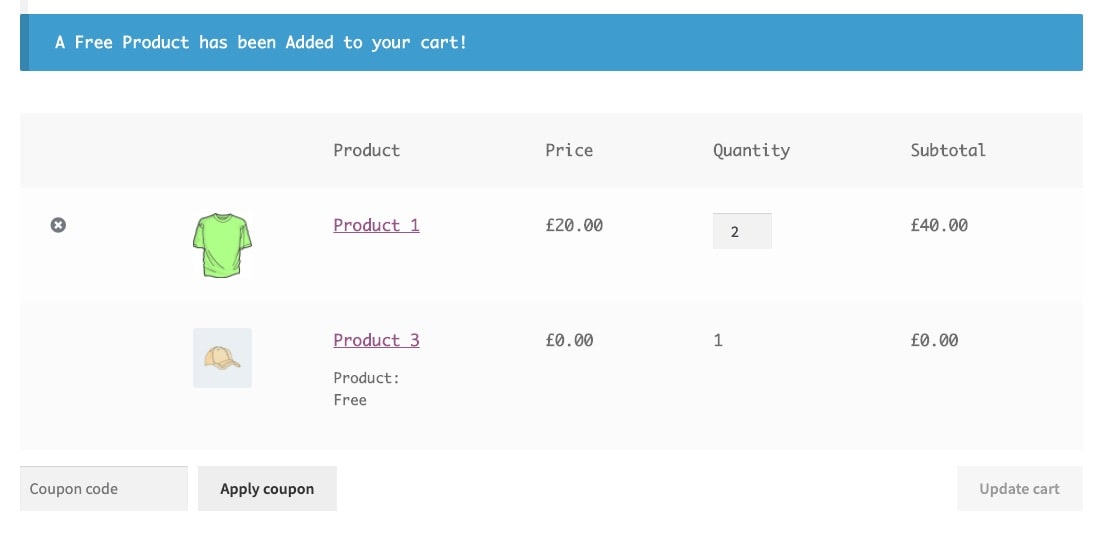 A Free Product has been Added to your cart!
Product Price Quantity Subtotal
Product 1 £20.00 2 £40.00
Product 3 £0.00 1 £0.00
Product:
Free
Coupon code Apply coupon Update cart